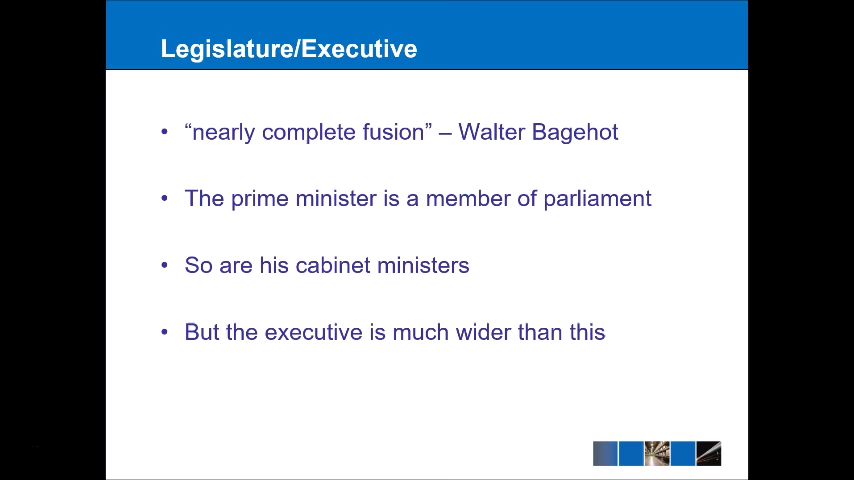 Legislature/Executive
• “nearly complete fusion” – Walter Bagehot
• The prime minister is a member of parliament
• So are his cabinet ministers
• But the executive is much wider than this